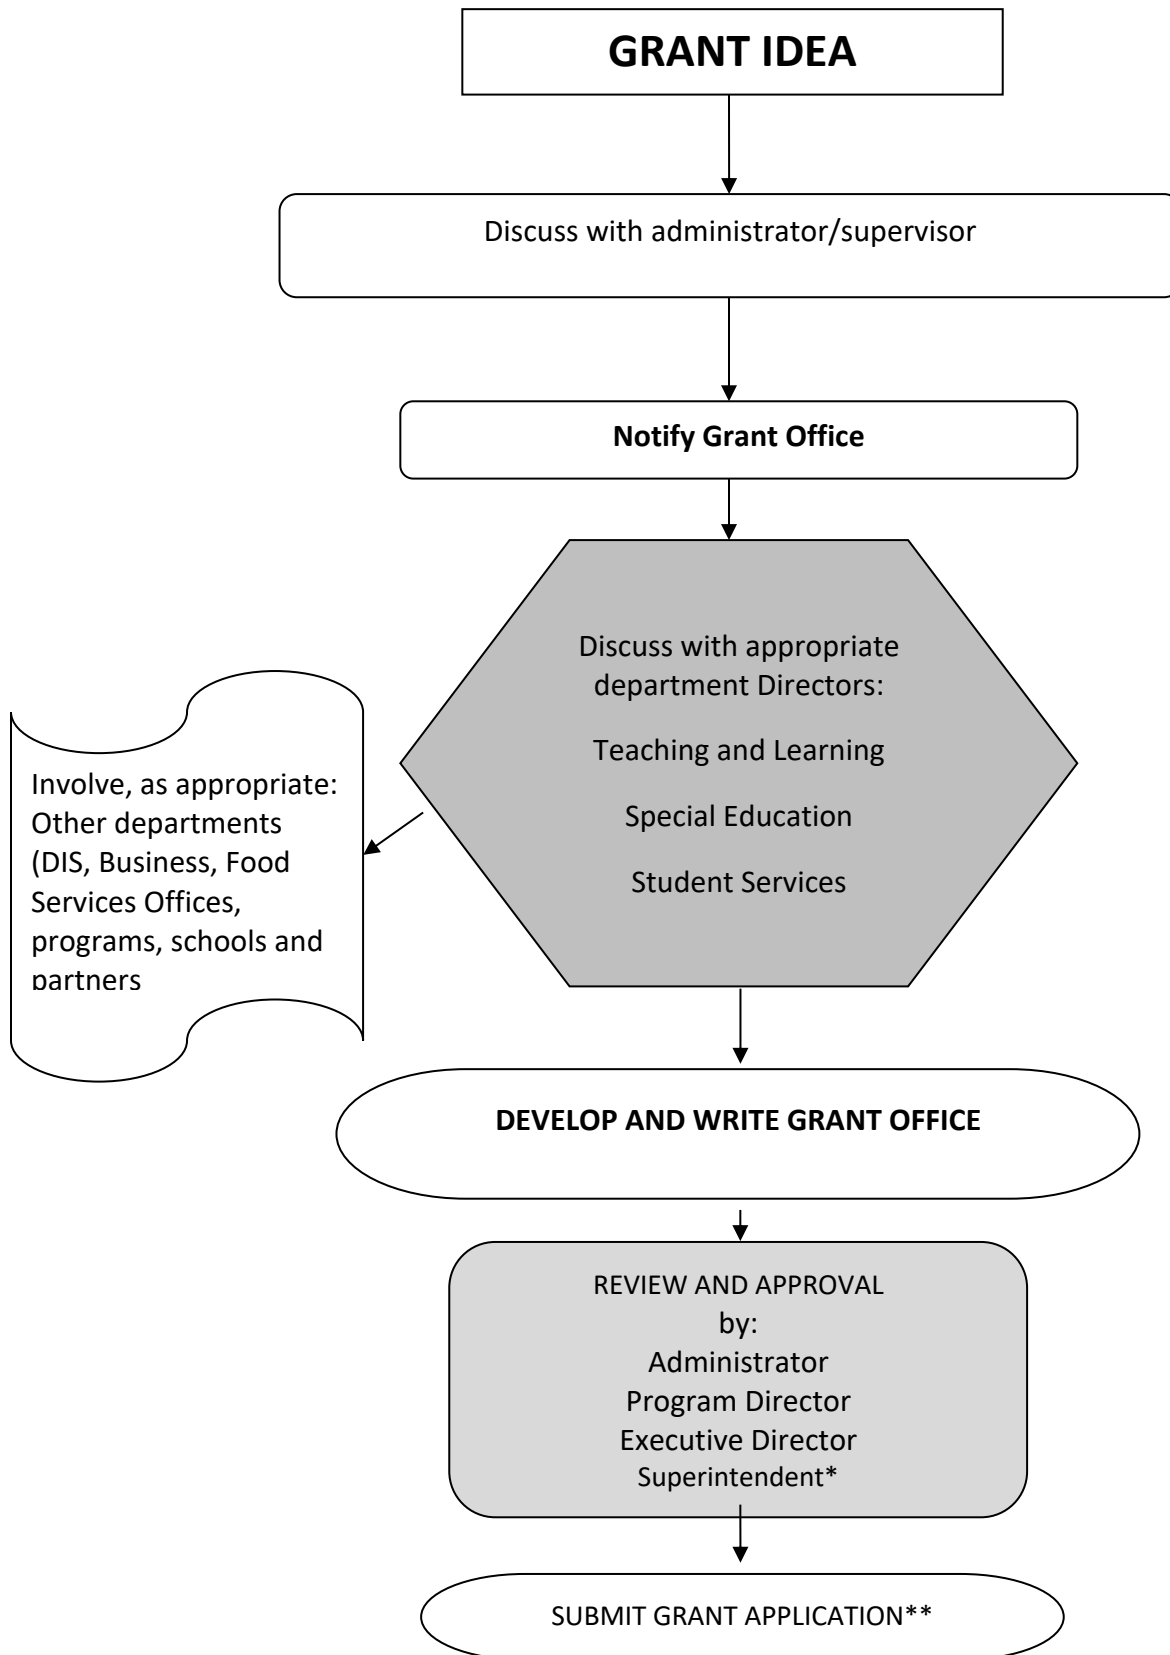 GRANT IDEA
Discuss with administrator/supervisor
Notify Grant Office
Discuss with appropriate
department Directors:
Teaching and Learning
Special Education
Student Services
Involve, as appropriate:
Other departments
(DIS, Business, Food
Services Offices,
programs, schools and
partners
DEVELOP AND WRITE GRANT OFFICE
REVIEW AND APPROVAL
by:
Administrator
Program Director
Executive Director
Superintendent*
SUBMIT GRANT APPLICATION**